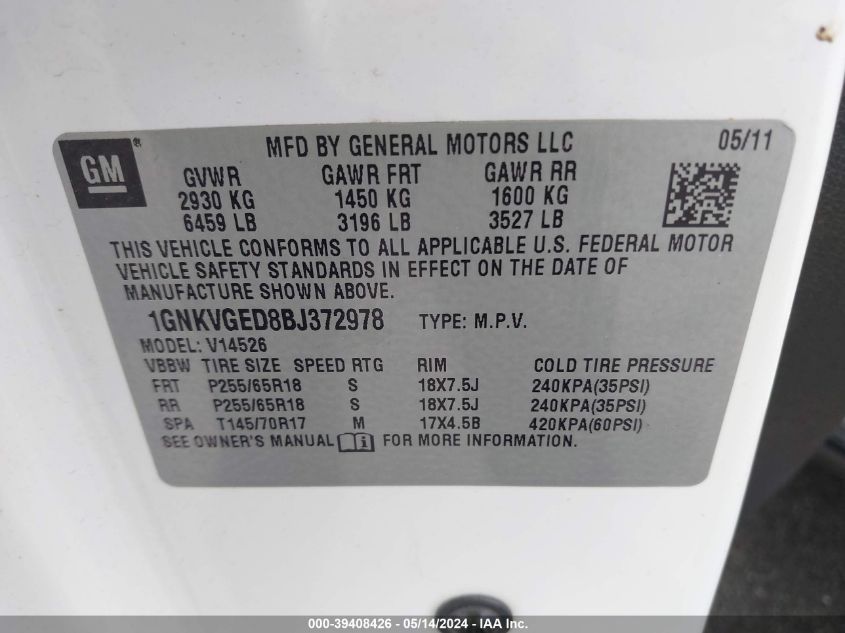 MFD BY GENERAL MOTORS LLC 05/11
GM®
GVWR GAWR FRT GAWR RR
2930 KG 1450 KG 1600 KG
6459 LB 3196 LB 3527 LB
THIS VEHICLE CONFORMS TO ALL APPLICABLE U.S. FEDERAL MOTOR
VEHICLE SAFETY STANDARDS IN EFFECT ON THE DATE OF
MANUFACTURE SHOWN ABOVE.
1GNKVGED8BJ372978 TYPE: M.P.V.
MODEL: V14526
VBBW TIRE SIZE SPEED RTG RIM COLD TIRE PRESSURE
FRT P255/65R18 S 18X7.5J 240KPA(35PSI)
RR P255/65R18 S 18X7.5J 240KPA(35PSI)
SPA T145/70R17 M 17X4.5B 420KPA(60PSI)
SEE OWNER'S MANUAL FOR MORE INFORMATION.
000-39408426 - 05/14/2024 - IAA Inc.